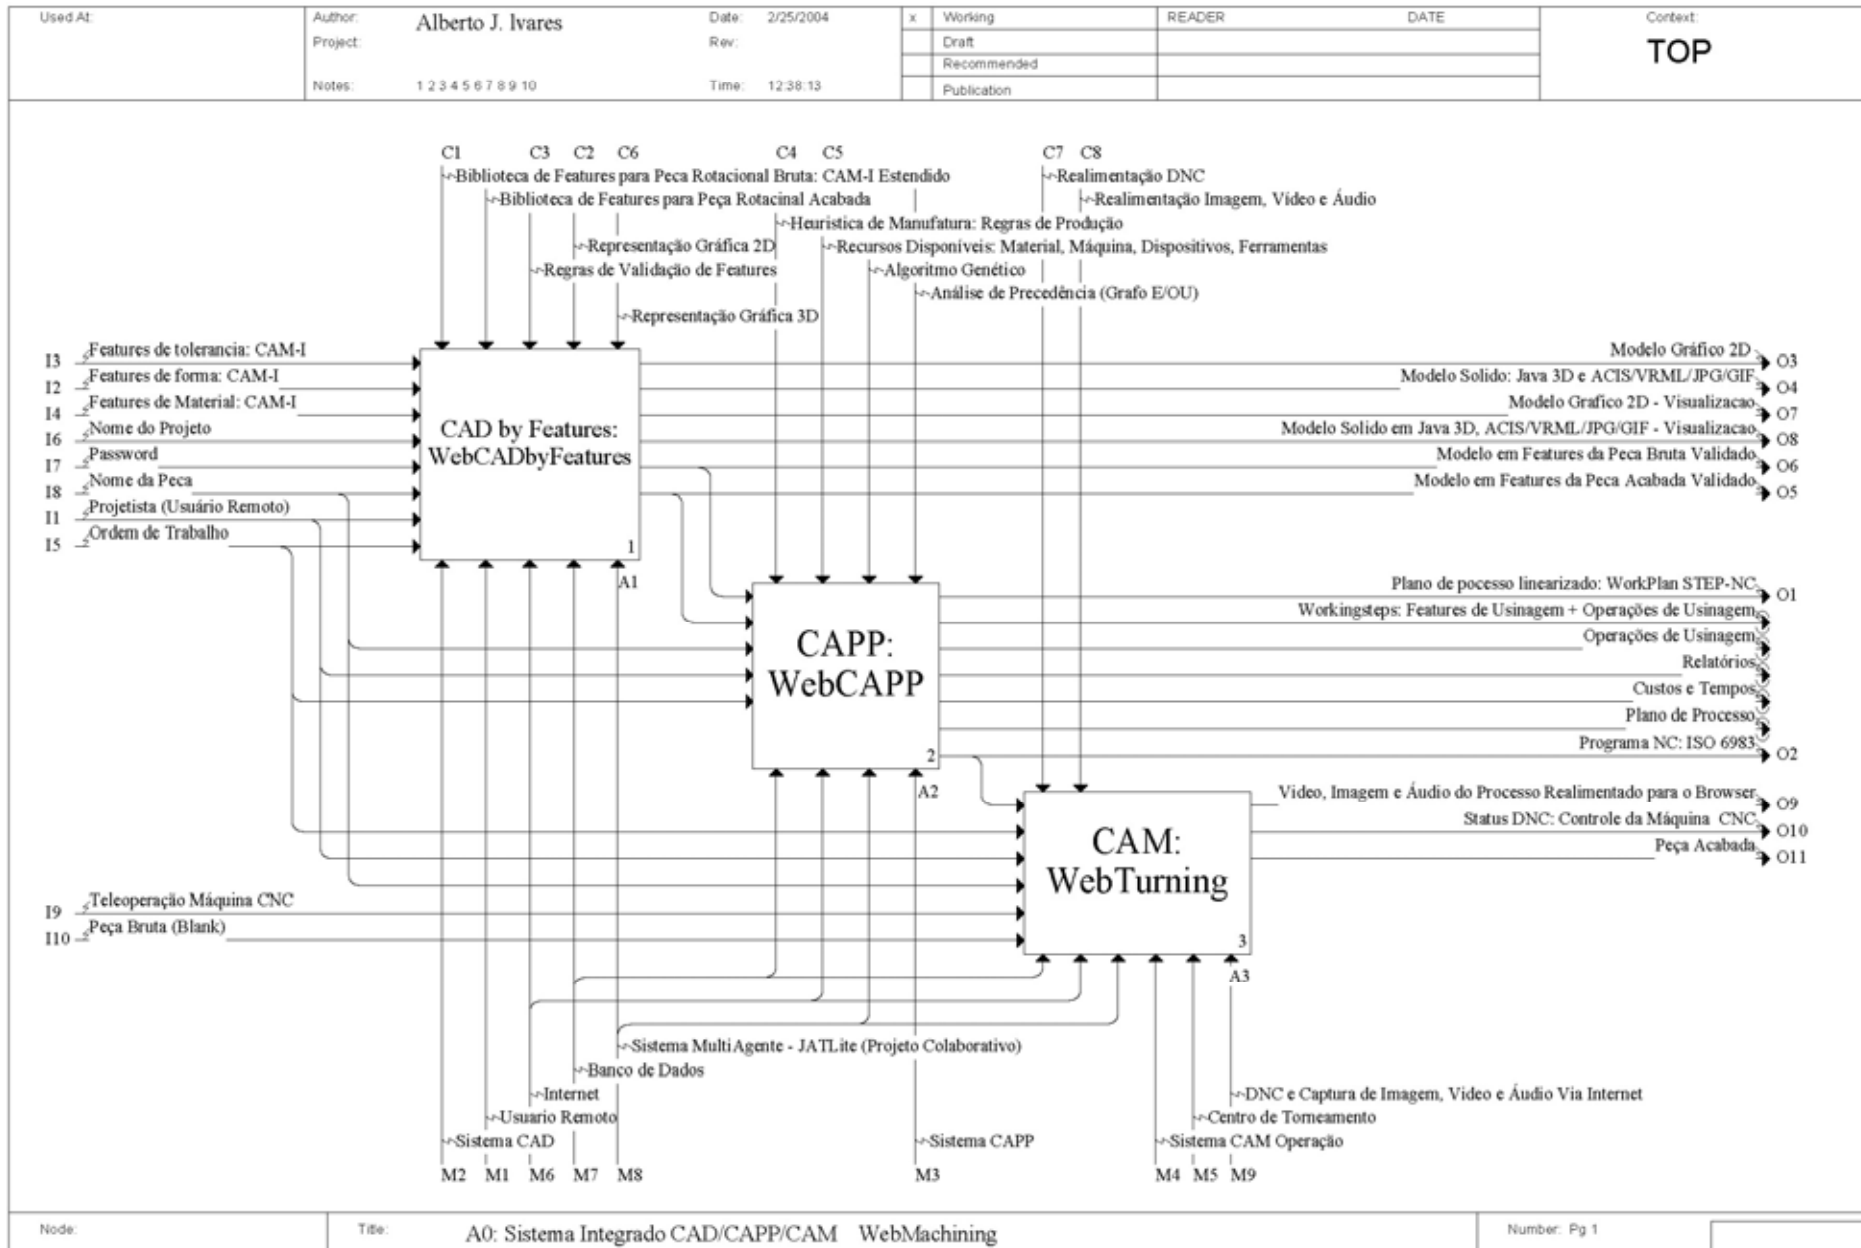 Used At:
Author: Alberto J. lvares
Date: 2/25/2004
x Working
READER DATE
Context:
Project:
Rev:
Draft
TOP
Recommended
Notes: 1 2 3 4 5 6 7 8 9 10
Time: 12:38:13
Publication
C1 C3 C2 C6 C4 C5 C7 C8
Biblioteca de Features para Peca Rotacional Bruta: CAM-I Estendido
Realimentação DNC
Biblioteca de Features para Peça Rotacinal Acabada
Realimentação Imagem, Vídeo e Áudio
Heuristica de Manufatura: Regras de Produção
Representação Gráfica 2D
Recursos Disponíveis: Material, Máquina, Dispositivos, Ferramentas
Regras de Validação de Features
Algoritmo Genético
Análise de Precedência (Grafo E/OU)
Representação Gráfica 3D
I3 Features de tolerancia: CAM-I
I2 Features de forma: CAM-I
I4 Features de Material: CAM-I
I6 Nome do Projeto
I7 Password
I8 Nome da Peca
I1 Projetista (Usuário Remoto)
I5 Ordem de Trabalho
CAD by Features:
WebCADbyFeatures
1
A1
Modelo Gráfico 2D O3
Modelo Solido: Java 3D e ACIS/VRML/JPG/GIF O4
Modelo Grafico 2D - Visualizacao O7
Modelo Solido em Java 3D, ACIS/VRML/JPG/GIF - Visualizacao O8
Modelo em Features da Peca Bruta Validado O6
Modelo em Features da Peca Acabada Validado O5
CAPP:
WebCAPP
2
A2
Plano de pocesso linearizado: WorkPlan STEP-NC O1
Workingsteps: Features de Usinagem + Operações de Usinagem
Operações de Usinagem
Relatórios
Custos e Tempos
Plano de Processo
Programa NC: ISO 6983 O2
Video, Imagem e Áudio do Processo Realimentado para o Browser O9
Status DNC: Controle da Máquina CNC O10
Peça Acabada O11
CAM:
WebTurning
3
A3
I9 Teleoperação Máquina CNC
I10 Peça Bruta (Blank)
Sistema MultiAgente - JATLite (Projeto Colaborativo)
Banco de Dados
Internet
DNC e Captura de Imagem, Video e Áudio Via Internet
Usuario Remoto
Centro de Torneamento
Sistema CAD
Sistema CAPP
Sistema CAM Operação
M2 M1 M6 M7 M8 M3 M4 M5 M9
Node:
Title: A0: Sistema Integrado CAD/CAPP/CAM WebMachining
Number: Pg 1